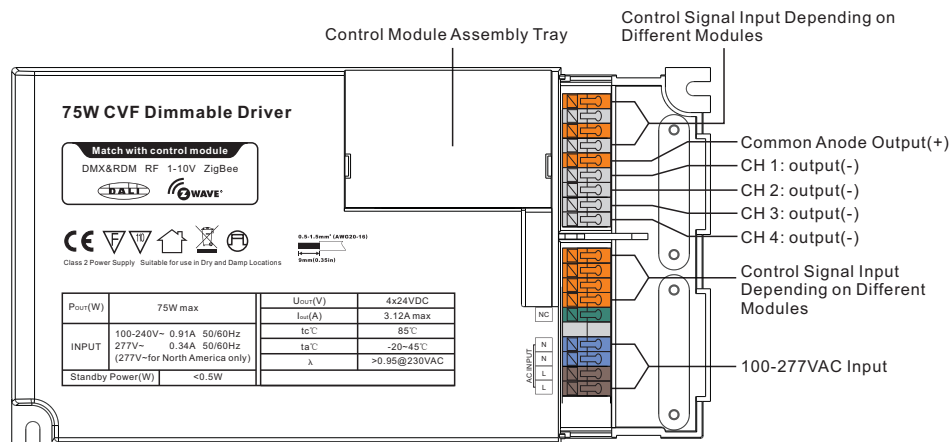 Control Signal Input Depending on
Different Modules
Control Module Assembly Tray
75W CVF Dimmable Driver
Match with control module
DMX&RDM RF 1-10V ZigBee
DALI Z WAVE®
Common Anode Output(+)
CH 1: output(-)
CH 2: output(-)
CH 3: output(-)
CH 4: output(-)
CE F 110
0.5-1.5mm² (AWG20-16)
9mm(0.35in)
Class 2 Power Supply Suitable for use in Dry and Damp Locations
Control Signal Input
Depending on Different
Modules
POUT(W) 75W max
INPUT 100-240V~ 0.91A 50/60Hz
277V~ 0.34A 50/60Hz
(277V~for North America only)
Standby Power(W) <0.5W
UOUT(V) 4x24VDC
Iout(A) 3.12A max
tc℃ 85℃
ta℃ -20~45℃
λ >0.95@230VAC
NC
AC INPUT
N
N
L
L
100-277VAC Input